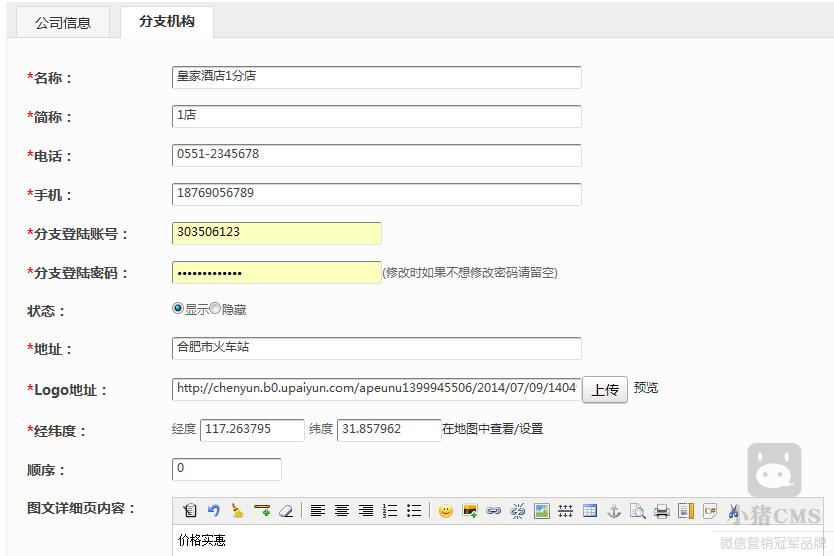 公司信息 分支机构
*名称： 皇家酒店1分店
*简称： 1店
*电话： 0551-2345678
*手机： 18769056789
*分支登陆账号： 303506123
*分支登陆密码： ••••••••••••• (修改时如果不想修改密码请留空)
状态： 显示 隐藏
*地址： 合肥市火车站
*Logo地址： http://chenyun.b0.upaiyun.com/apeunu1399945506/2014/07/09/1404 上传 预览
*经纬度： 经度 117.263795 纬度 31.857962 在地图中查看/设置
顺序： 0
图文详细页内容：
小猪CMS
价格实惠
微信营销冠军品牌